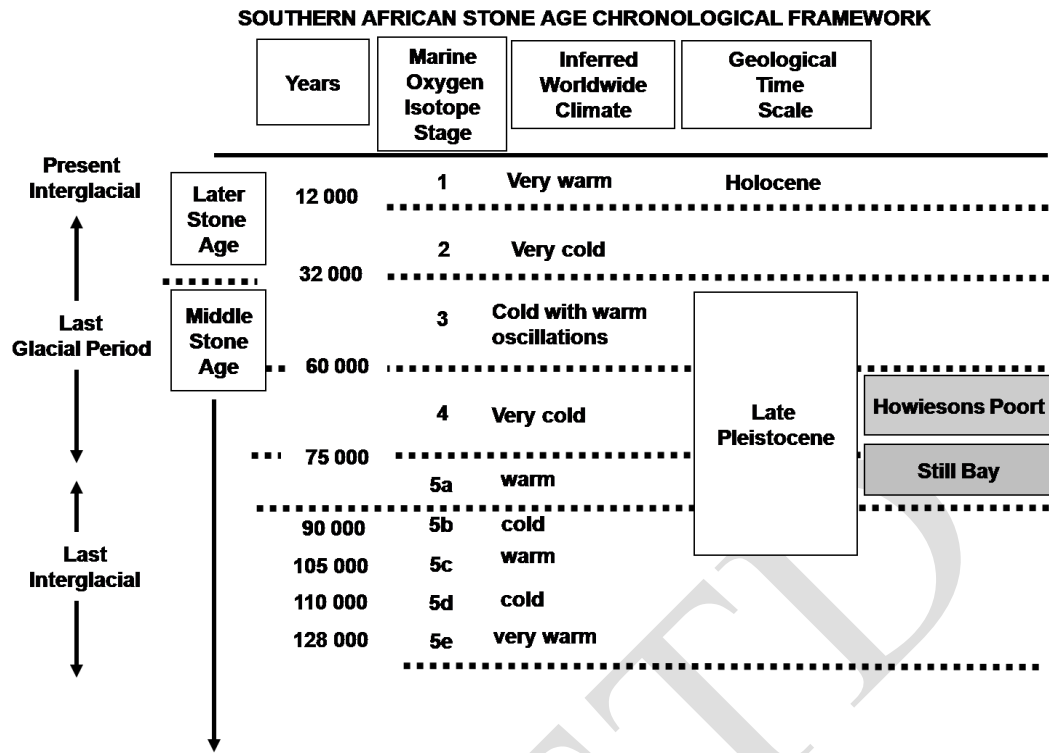 SOUTHERN AFRICAN STONE AGE CHRONOLOGICAL FRAMEWORK
Years
Marine
Oxygen
Isotope
Stage
Inferred
Worldwide
Climate
Geological
Time
Scale
Present
Interglacial
Last
Glacial Period
Last
Interglacial
Later
Stone
Age
Middle
Stone
Age
12 000 1 Very warm Holocene
2 Very cold
32 000
3 Cold with warm
oscillations
60 000
4 Very cold
75 000
5a warm
90 000 5b cold
105 000 5c warm
110 000 5d cold
128 000 5e very warm
Late
Pleistocene
Howiesons Poort
Still Bay